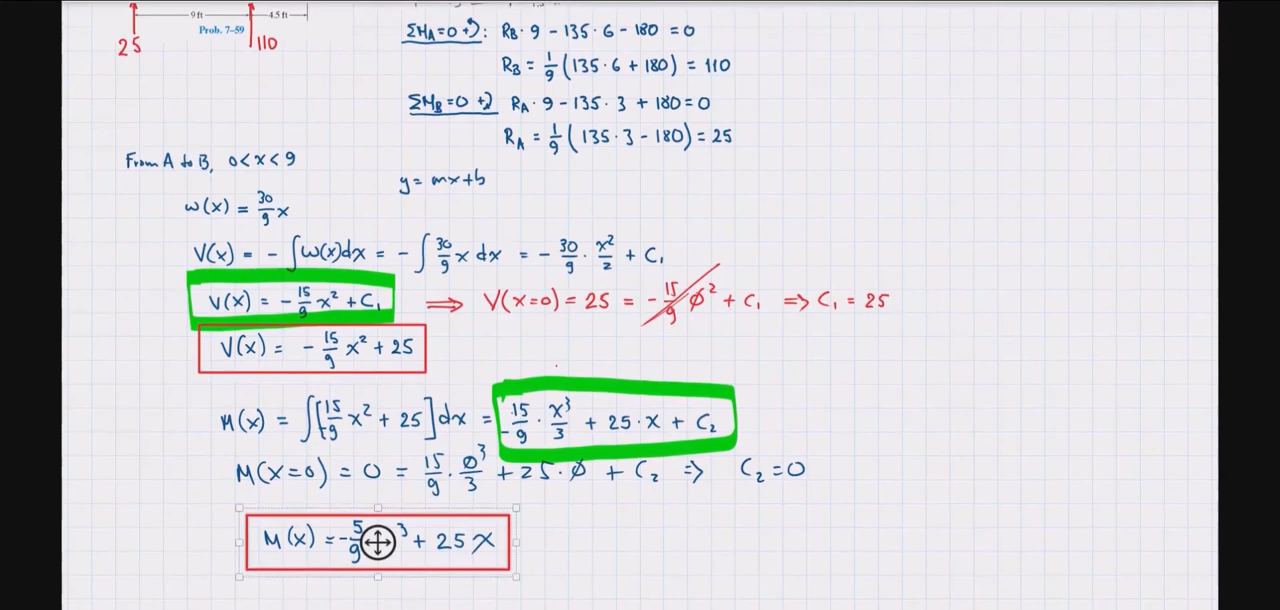 9 ft 4.5 ft
Prob. 7–59
25 110
ΣM_A=0 +↺: R_B · 9 − 135 · 6 − 180 = 0
R_B = 1/9 (135 · 6 + 180) = 110
ΣM_B=0 +↻ R_A · 9 − 135 · 3 + 180 = 0
R_A = 1/9 (135 · 3 − 180) = 25
From A to B, 0 < x < 9
y = mx + b
w(x) = 30/9 x
V(x) = − ∫ w(x)dx = − ∫ 30/9 x dx = − 30/9 · x²/2 + C₁
V(x) = − 15/9 x² + C₁ ⟹ V(x=0) = 25 = − 15/9 0² + C₁ ⟹ C₁ = 25
V(x) = − 15/9 x² + 25
M(x) = ∫[−15/9 x² + 25]dx = −15/9 · x³/3 + 25 · x + C₂
M(x=0) = 0 = 15/9 · 0³/3 + 25 · 0 + C₂ ⟹ C₂ = 0
M(x) = −5/9 ³ + 25 x